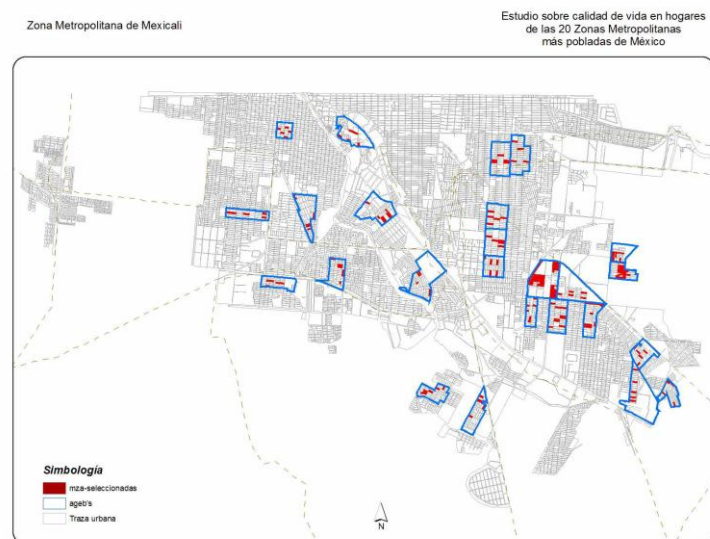 Zona Metropolitana de Mexicali
Estudio sobre calidad de vida en hogares
de las 20 Zonas Metropolitanas
más pobladas de México
Simbología
mza-seleccionadas
ageb's
Traza urbana
N